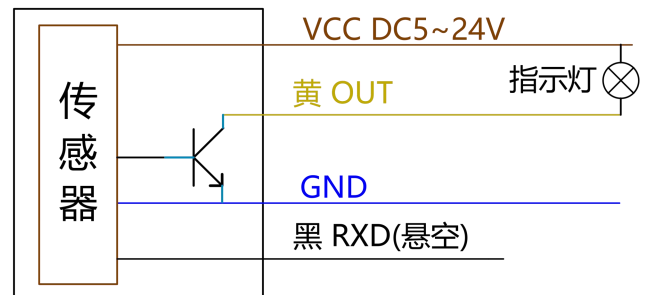 VCC DC5~24V
指示灯
黄 OUT
传感器
GND
黑 RXD(悬空)